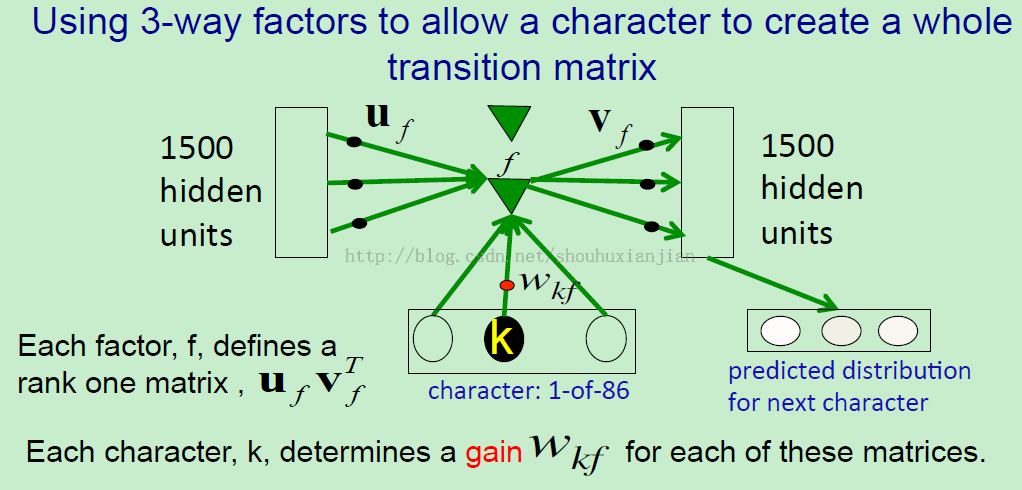 Using 3-way factors to allow a character to create a whole
transition matrix
u f
v f
f
1500
hidden
units
1500
hidden
units
http://blog.csdn.net/shouhuxianjian
w kf
k
character: 1-of-86
predicted distribution
for next character
Each factor, f, defines a
rank one matrix , u f v f T
Each character, k, determines a gain w kf for each of these matrices.